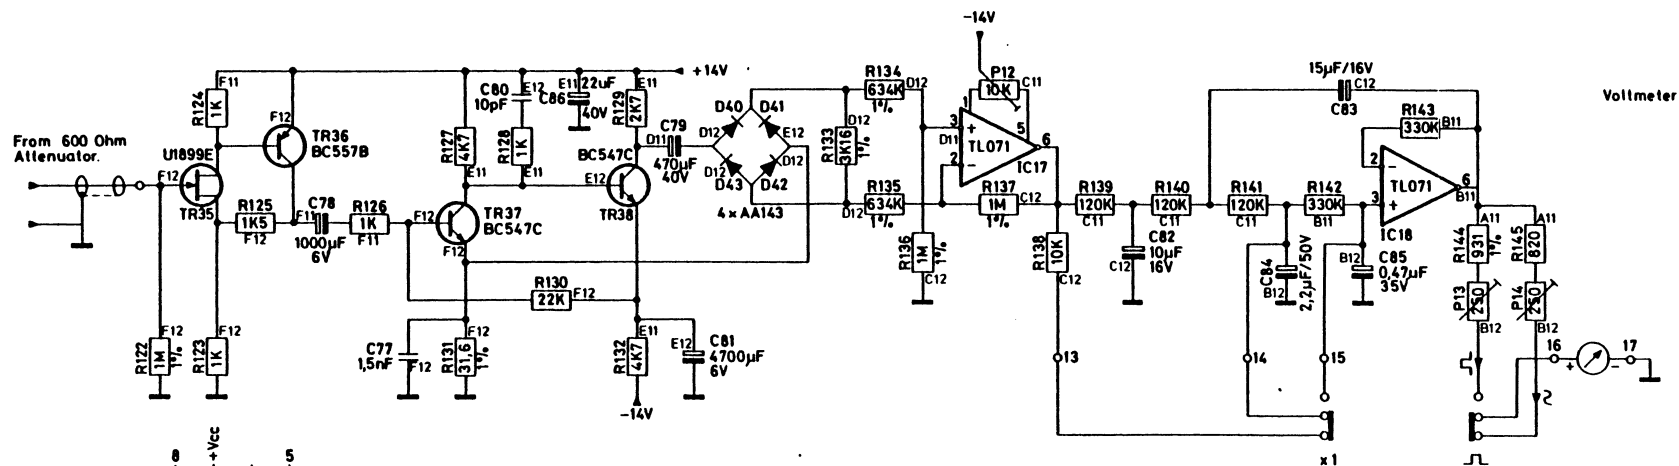 -14V
+14V
15µF/16V
C12
C83
Voltmeter
From 600 Ohm
Attenuator.
R124
1K
F11
F12
TR36
BC557B
U1899E
F12
TR35
R125
1K5
F12
F11
C78
1000µF
6V
R126
1K
F11
R122
1M
1%
F12
R123
1K
F12
R127
4K7
E11
C80
10pF
E12
R128
1K
E11
C86
E11
22uF
40V
R129
2K7
E11
BC547C
E12
TR38
F12
TR37
BC547C
F12
R130
22K
F12
C77
1,5nF
F12
R131
31,6
1%
F12
R132
4K7
E11
-14V
E12
C81
4700µF
6V
D11
C79
470µF
40V
D40
D41
D12
E12
D12
D12
D43
D42
4 x AA143
R133
3K16
1%
D12
R134
634K
1%
D12
R135
634K
1%
D12
R136
1M
1%
C12
P12
10K
C11
1
3
+
D11
2
-
TL071
5
6
IC17
R137
1M
1%
C12
R138
10K
C12
R139
120K
C11
R140
120K
C11
C82
10µF
16V
C12
R141
120K
C11
R142
330K
B11
R143
330K
B11
2
-
TL071
3
+
6
B11
IC18
C84
2,2µF/50V
B12
B12
C85
0,47µF
35V
A11
R144
931
1%
A11
R145
820
P13
250
B12
P14
250
B12
16
17
+
-
13
14
15
x1
8
+Vcc
5